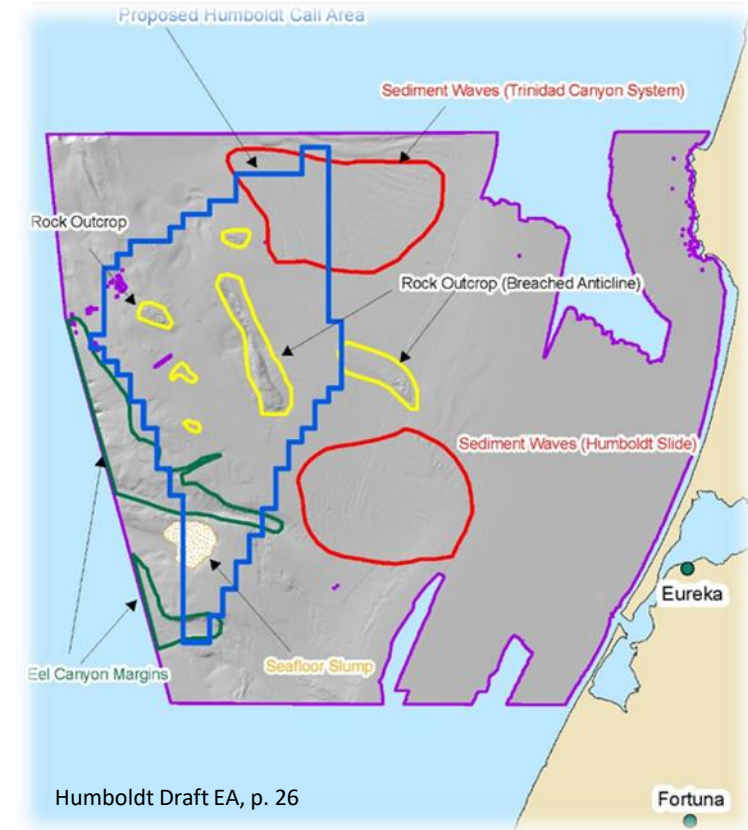 Proposed Humboldt Call Area
Sediment Waves (Trinidad Canyon System)
Rock Outcrop
Rock Outcrop (Breached Anticline)
Sediment Waves (Humboldt Slide)
Eureka
Seafloor Slump
Eel Canyon Margins
Humboldt Draft EA, p. 26
Fortuna